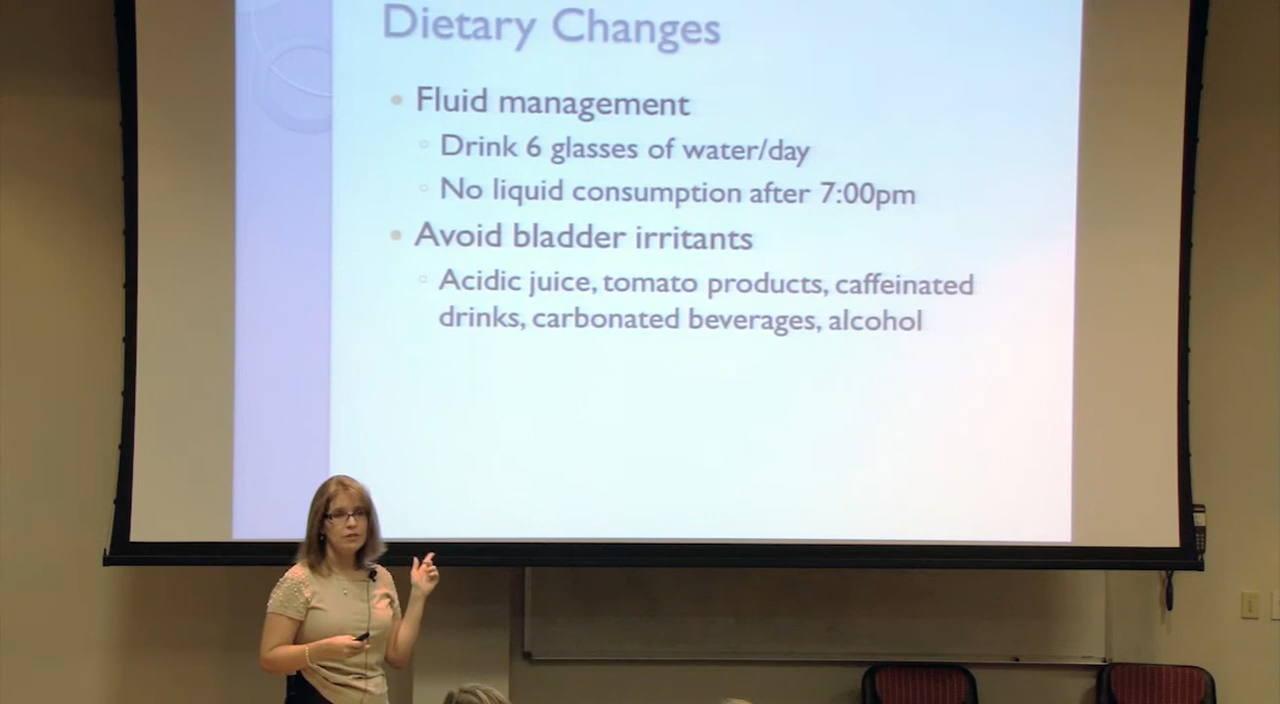 Dietary Changes
Fluid management
Drink 6 glasses of water/day
No liquid consumption after 7:00pm
Avoid bladder irritants
Acidic juice, tomato products, caffeinated
drinks, carbonated beverages, alcohol